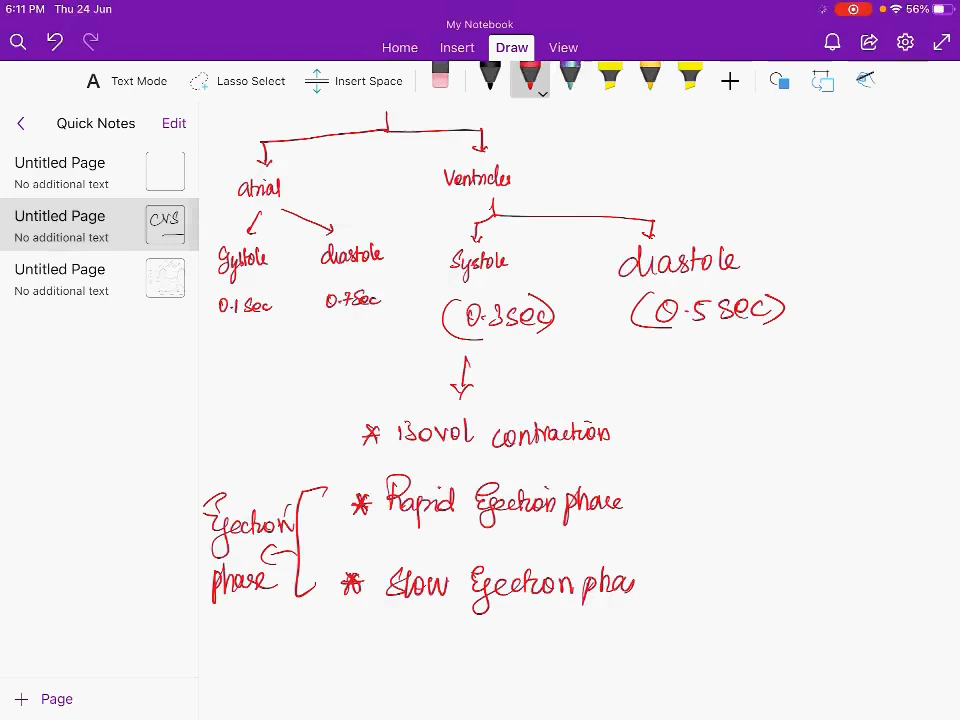 6:11 PM Thu 24 Jun
56%
My Notebook
Home Insert Draw View
Text Mode Lasso Select Insert Space
Quick Notes Edit
Untitled Page
No additional text
Untitled Page
No additional text
CNS
Untitled Page
No additional text
Atrial Ventricles
Systole diastole Systole diastole
0.1 Sec 0.7 Sec (0.3 sec) (0.5 sec)
* isovol contraction
* Rapid Ejection phase
Ejection phase
* Slow Ejection phas
+ Page